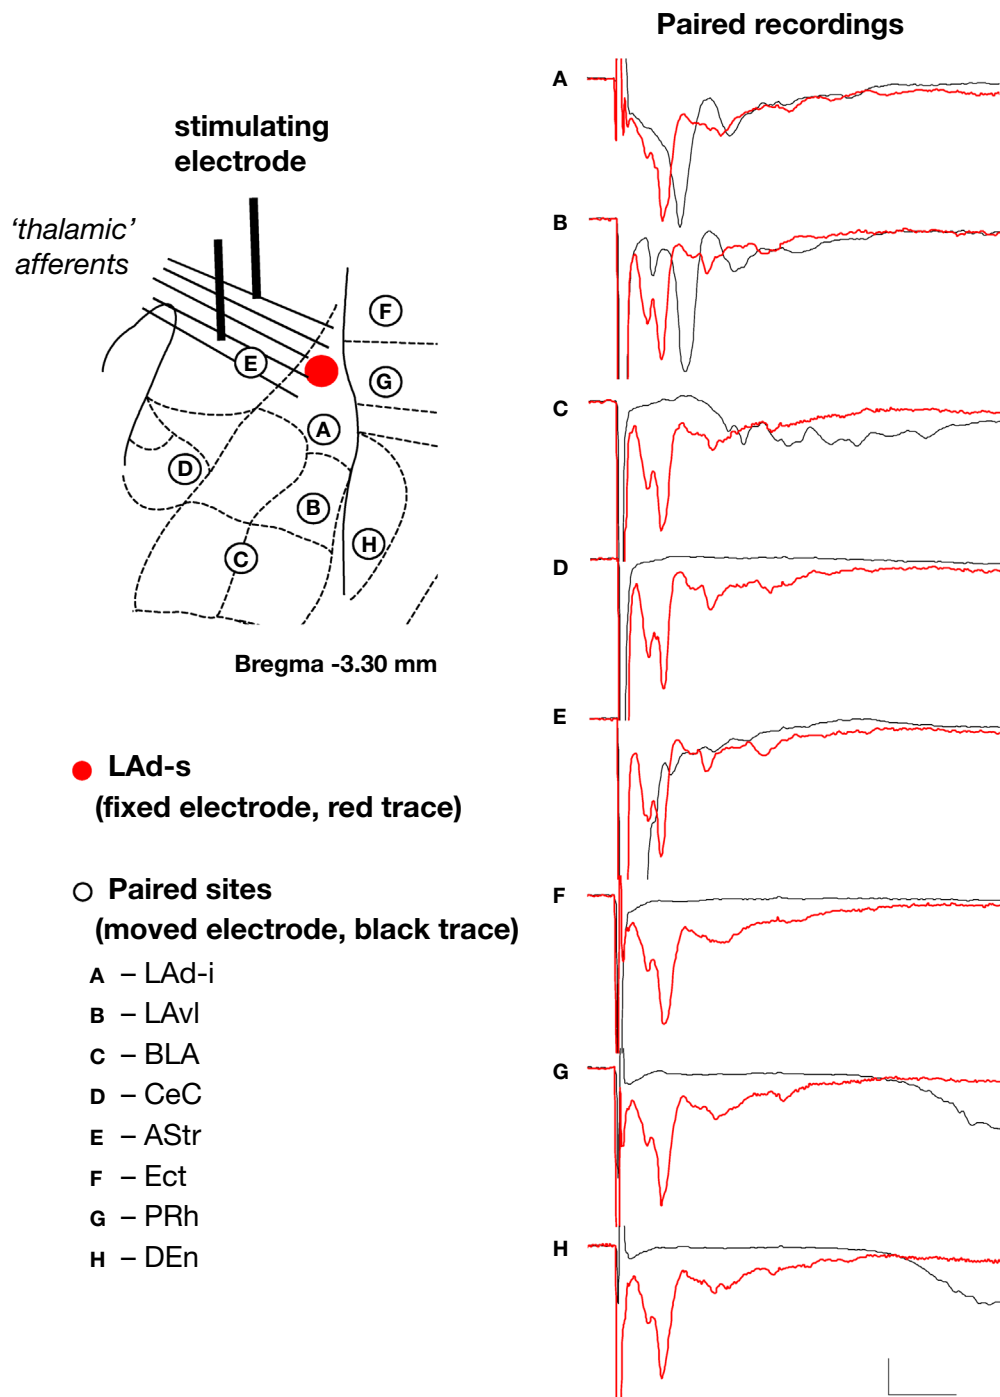 Paired recordings
stimulating
electrode
‘thalamic’
afferents
F
E
G
A
D
B
H
C
Bregma -3.30 mm
LAd-s
(fixed electrode, red trace)
Paired sites
(moved electrode, black trace)
A – LAd-i
B – LAvl
C – BLA
D – CeC
E – AStr
F – Ect
G – PRh
H – DEn
A
B
C
D
E
F
G
H